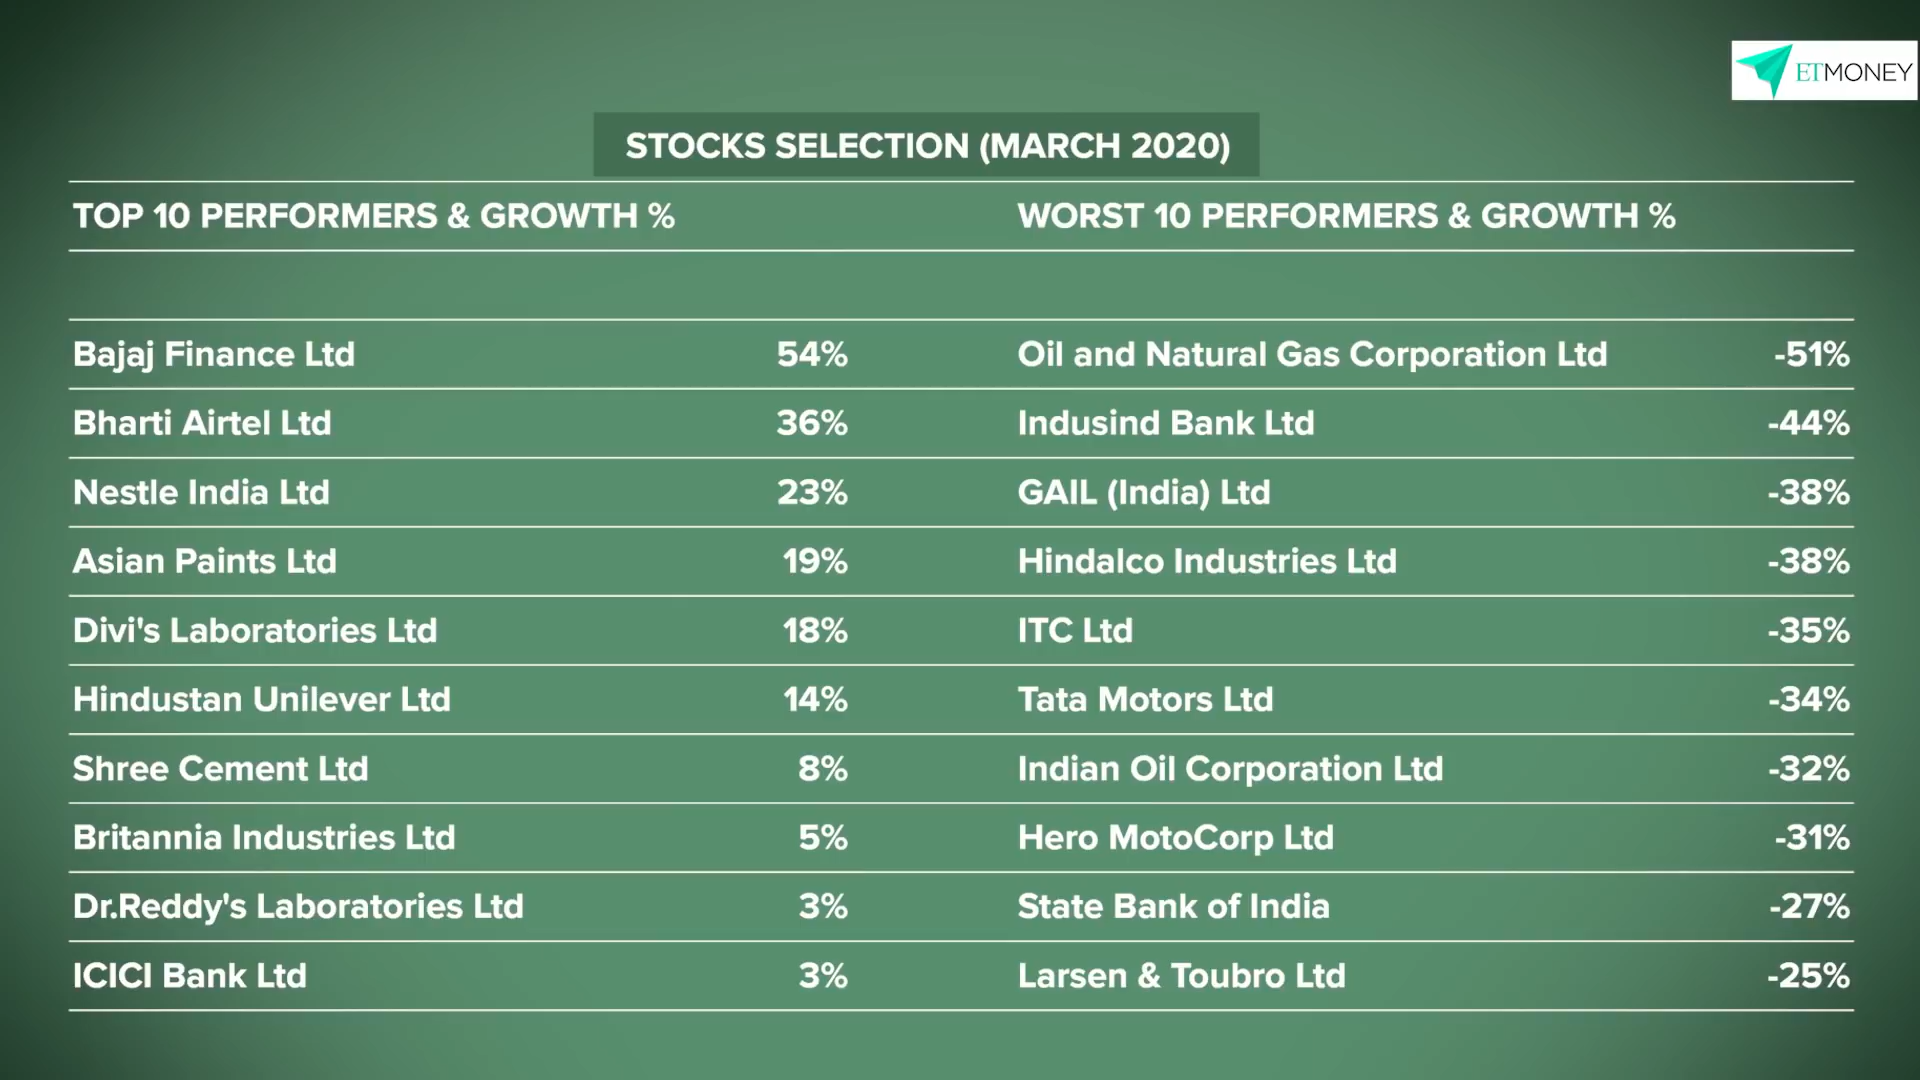 ETMONEY
STOCKS SELECTION (MARCH 2020)
TOP 10 PERFORMERS & GROWTH % WORST 10 PERFORMERS & GROWTH %
Bajaj Finance Ltd 54% Oil and Natural Gas Corporation Ltd -51%
Bharti Airtel Ltd 36% Indusind Bank Ltd -44%
Nestle India Ltd 23% GAIL (India) Ltd -38%
Asian Paints Ltd 19% Hindalco Industries Ltd -38%
Divi's Laboratories Ltd 18% ITC Ltd -35%
Hindustan Unilever Ltd 14% Tata Motors Ltd -34%
Shree Cement Ltd 8% Indian Oil Corporation Ltd -32%
Britannia Industries Ltd 5% Hero MotoCorp Ltd -31%
Dr.Reddy's Laboratories Ltd 3% State Bank of India -27%
ICICI Bank Ltd 3% Larsen & Toubro Ltd -25%